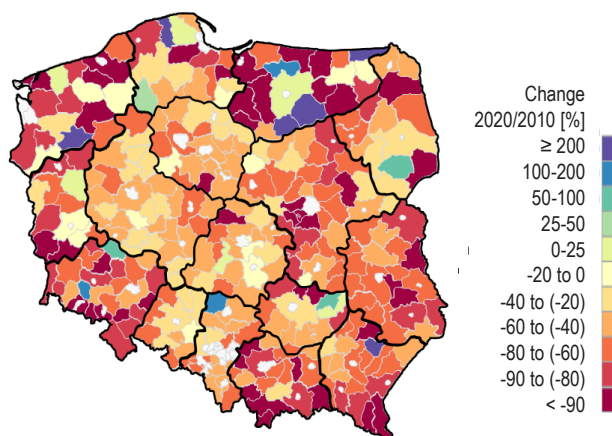 Change
2020/2010 [%]
≥ 200
100-200
50-100
25-50
0-25
-20 to 0
-40 to (-20)
-60 to (-40)
-80 to (-60)
-90 to (-80)
< -90